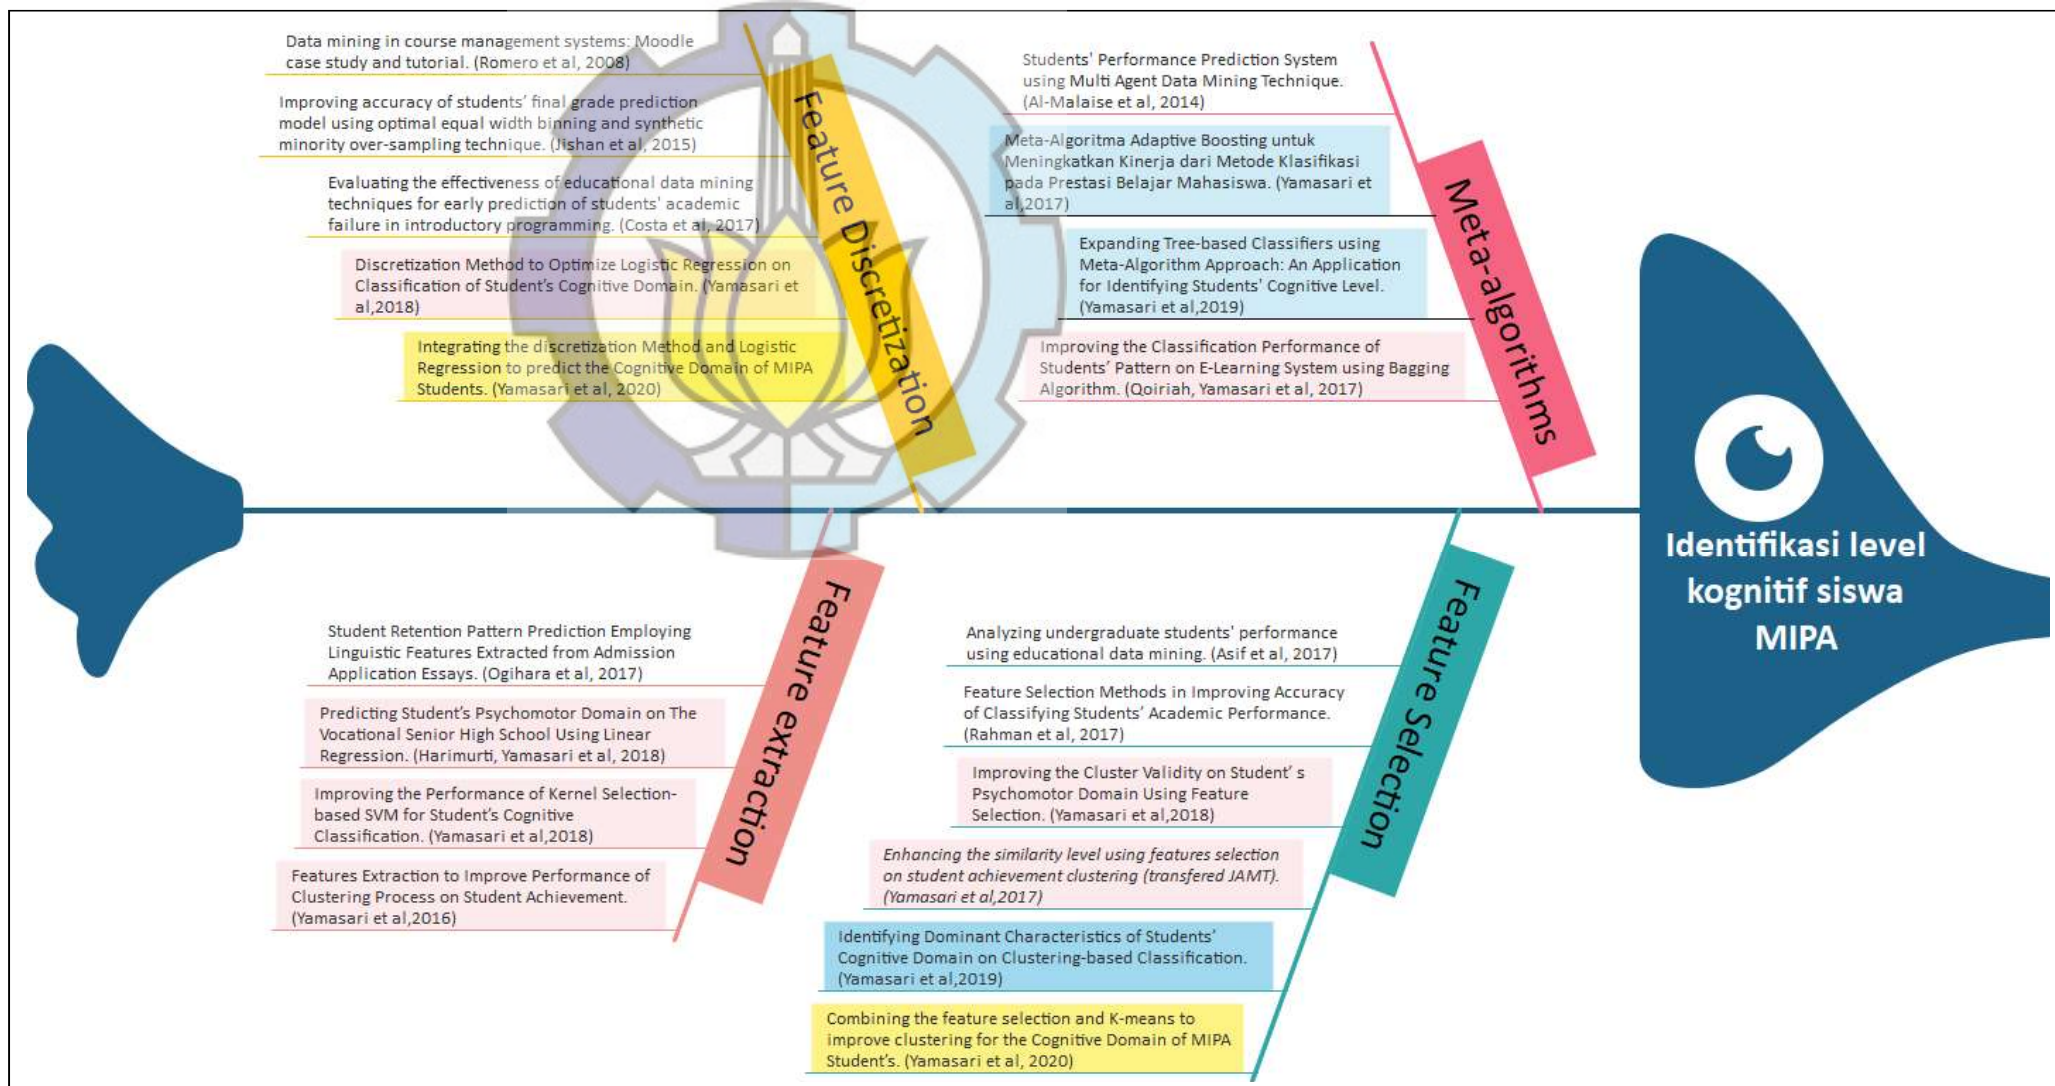 Data mining in course management systems: Moodle
case study and tutorial. (Romero et al, 2008)
Improving accuracy of students' final grade prediction
model using optimal equal width binning and synthetic
minority over-sampling technique. (Jishan et al, 2015)
Evaluating the effectiveness of educational data mining
techniques for early prediction of students' academic
failure in introductory programming. (Costa et al, 2017)
Discretization Method to Optimize Logistic Regression on
Classification of Student's Cognitive Domain. (Yamasari et
al,2018)
Integrating the discretization Method and Logistic
Regression to predict the Cognitive Domain of MIPA
Students. (Yamasari et al, 2020)
Feature Discretization
Students' Performance Prediction System
using Multi Agent Data Mining Technique.
(Al-Malaise et al, 2014)
Meta-Algoritma Adaptive Boosting untuk
Meningkatkan Kinerja dari Metode Klasifikasi
pada Prestasi Belajar Mahasiswa. (Yamasari et
al,2017)
Expanding Tree-based Classifiers using
Meta-Algorithm Approach: An Application
for Identifying Students' Cognitive Level.
(Yamasari et al,2019)
Improving the Classification Performance of
Students' Pattern on E-Learning System using Bagging
Algorithm. (Qoiriah, Yamasari et al, 2017)
Meta-algorithms
Identifikasi level
kognitif siswa
MIPA
Student Retention Pattern Prediction Employing
Linguistic Features Extracted from Admission
Application Essays. (Ogihara et al, 2017)
Predicting Student's Psychomotor Domain on The
Vocational Senior High School Using Linear
Regression. (Harimurti, Yamasari et al, 2018)
Improving the Performance of Kernel Selection-
based SVM for Student's Cognitive
Classification. (Yamasari et al,2018)
Features Extraction to Improve Performance of
Clustering Process on Student Achievement.
(Yamasari et al,2016)
Feature extraction
Analyzing undergraduate students' performance
using educational data mining. (Asif et al, 2017)
Feature Selection Methods in Improving Accuracy
of Classifying Students' Academic Performance.
(Rahman et al, 2017)
Improving the Cluster Validity on Student' s
Psychomotor Domain Using Feature
Selection. (Yamasari et al,2018)
Enhancing the similarity level using features selection
on student achievement clustering (transfered JAMT).
(Yamasari et al,2017)
Identifying Dominant Characteristics of Students'
Cognitive Domain on Clustering-based Classification.
(Yamasari et al,2019)
Combining the feature selection and K-means to
improve clustering for the Cognitive Domain of MIPA
Student's. (Yamasari et al, 2020)
Feature Selection